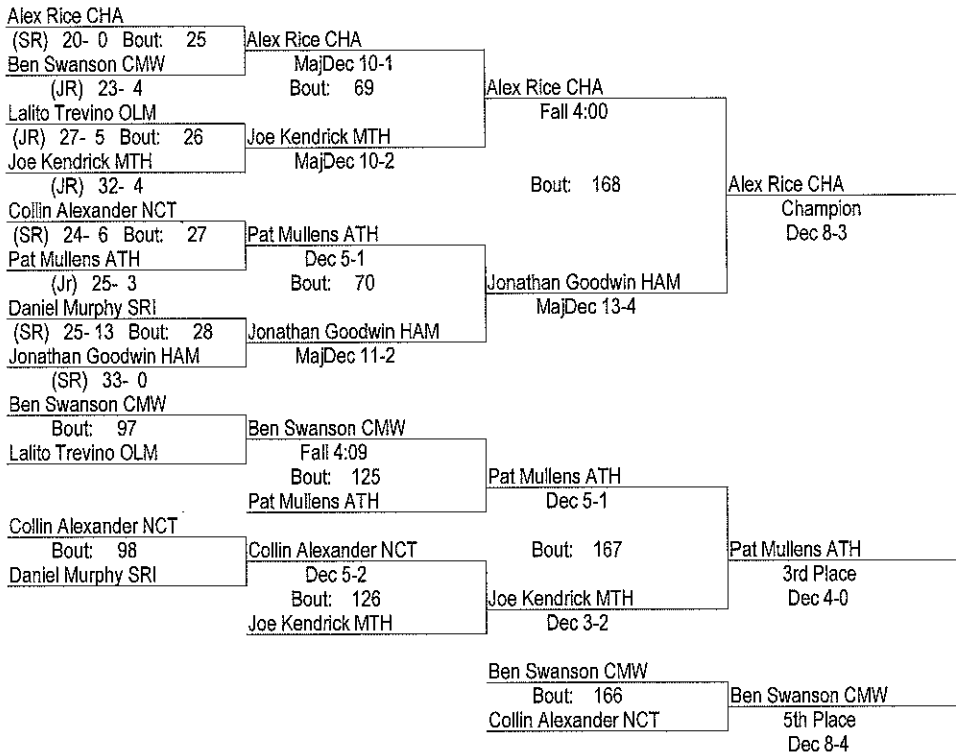 Alex Rice CHA
(SR) 20- 0 Bout: 25
Ben Swanson CMW
(JR) 23- 4
Lalito Trevino OLM
(JR) 27- 5 Bout: 26
Joe Kendrick MTH
(JR) 32- 4
Collin Alexander NCT
(SR) 24- 6 Bout: 27
Pat Mullens ATH
(Jr) 25- 3
Daniel Murphy SRI
(SR) 25- 13 Bout: 28
Jonathan Goodwin HAM
(SR) 33- 0
Alex Rice CHA
MajDec 10-1
Bout: 69
Joe Kendrick MTH
MajDec 10-2
Pat Mullens ATH
Dec 5-1
Bout: 70
Jonathan Goodwin HAM
MajDec 11-2
Alex Rice CHA
Fall 4:00
Bout: 168
Jonathan Goodwin HAM
MajDec 13-4
Alex Rice CHA
Champion
Dec 8-3
Ben Swanson CMW
Bout: 97
Lalito Trevino OLM
Collin Alexander NCT
Bout: 98
Daniel Murphy SRI
Ben Swanson CMW
Fall 4:09
Bout: 125
Pat Mullens ATH
Collin Alexander NCT
Dec 5-2
Bout: 126
Joe Kendrick MTH
Pat Mullens ATH
Dec 5-1
Bout: 167
Joe Kendrick MTH
Dec 3-2
Pat Mullens ATH
3rd Place
Dec 4-0
Ben Swanson CMW
Bout: 166
Collin Alexander NCT
Ben Swanson CMW
5th Place
Dec 8-4